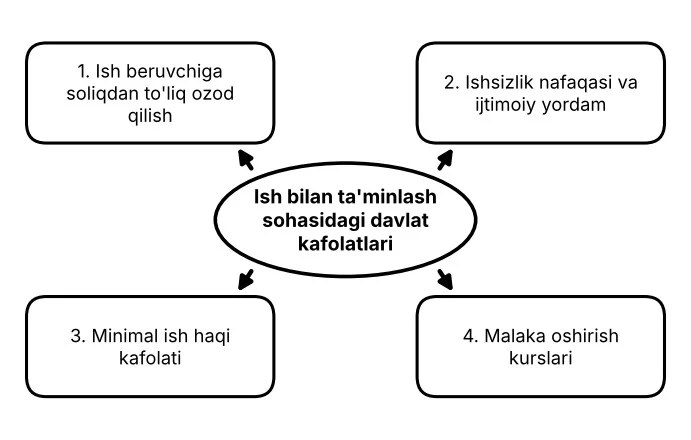 1. Ish beruvchiga
soliqdan to'liq ozod
qilish
2. Ishsizlik nafaqasi va
ijtimoiy yordam
Ish bilan ta'minlash
sohasidagi davlat
kafolatlari
3. Minimal ish haqi
kafolati
4. Malaka oshirish
kurslari